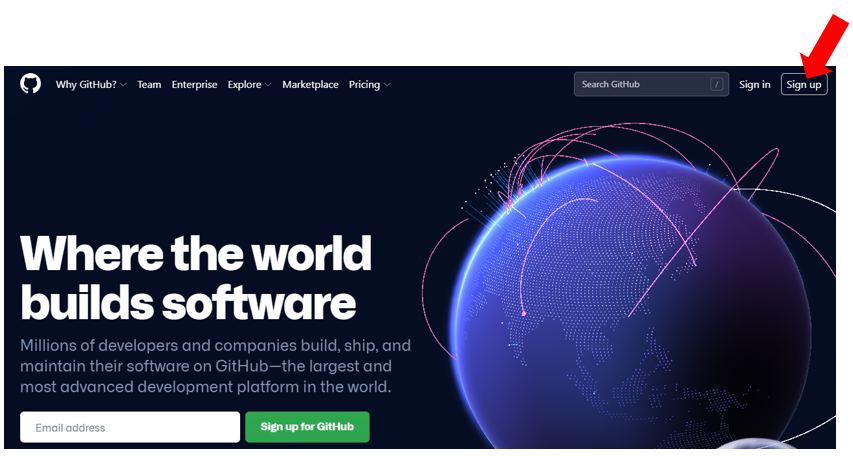 Why GitHub? Team Enterprise Explore Marketplace Pricing Search GitHub / Sign in Sign up
Where the world
builds software
Millions of developers and companies build, ship, and
maintain their software on GitHub—the largest and
most advanced development platform in the world.
Email address Sign up for GitHub